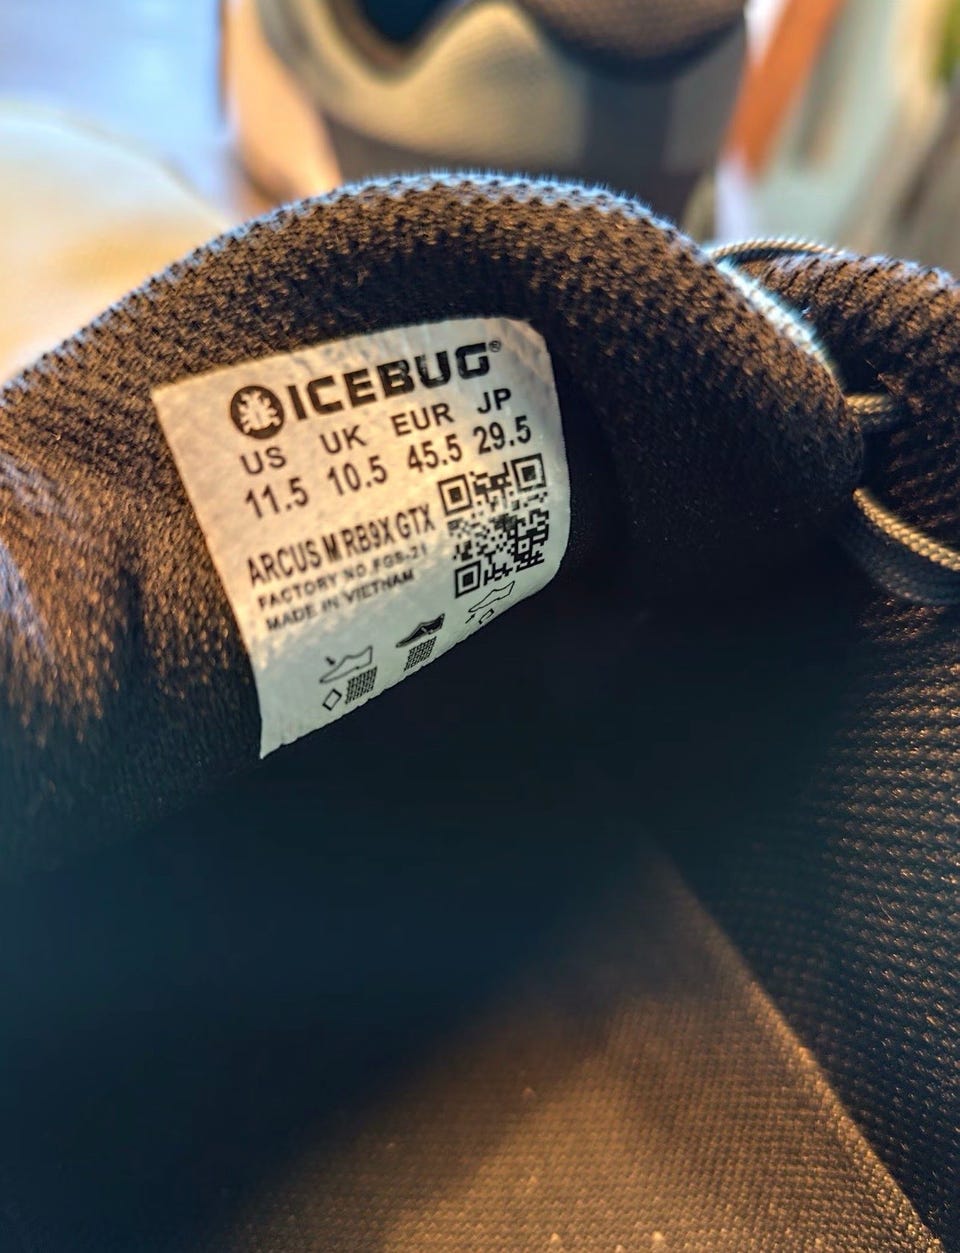 ICEBUG®
US UK EUR JP
11.5 10.5 45.5 29.5
ARCUS M RB9X GTX
FACTORY NO.FGS-21
MADE IN VIETNAM